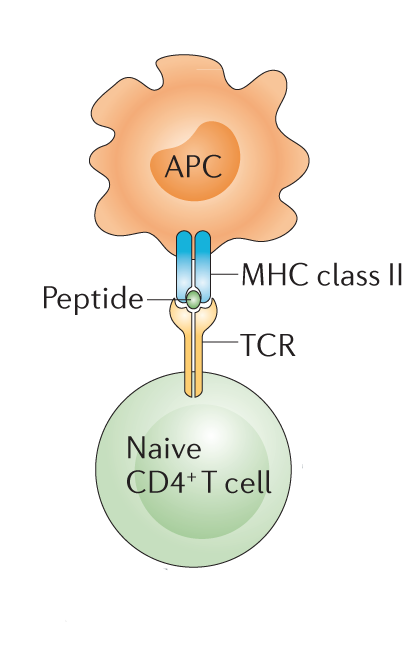 APC
MHC class II
Peptide
TCR
Naive
CD4⁺ T cell